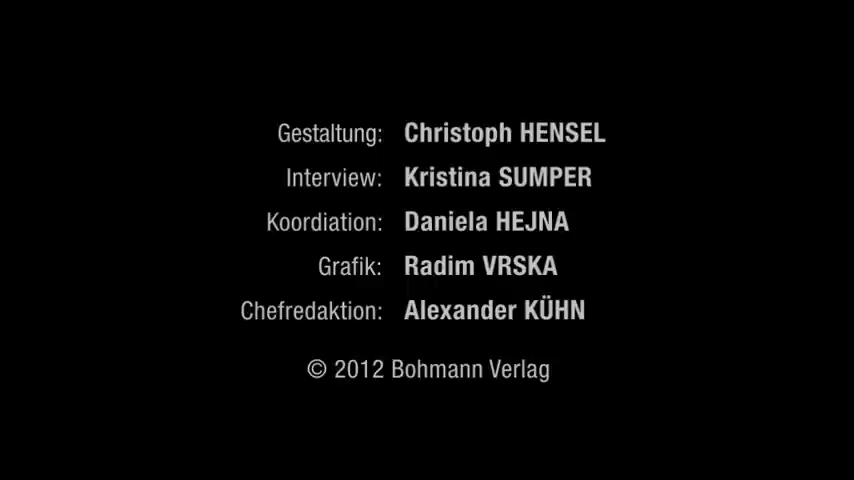 Gestaltung: Christoph HENSEL
Interview: Kristina SUMPER
Koordiation: Daniela HEJNA
Grafik: Radim VRSKA
Chefredaktion: Alexander KÜHN
© 2012 Bohmann Verlag